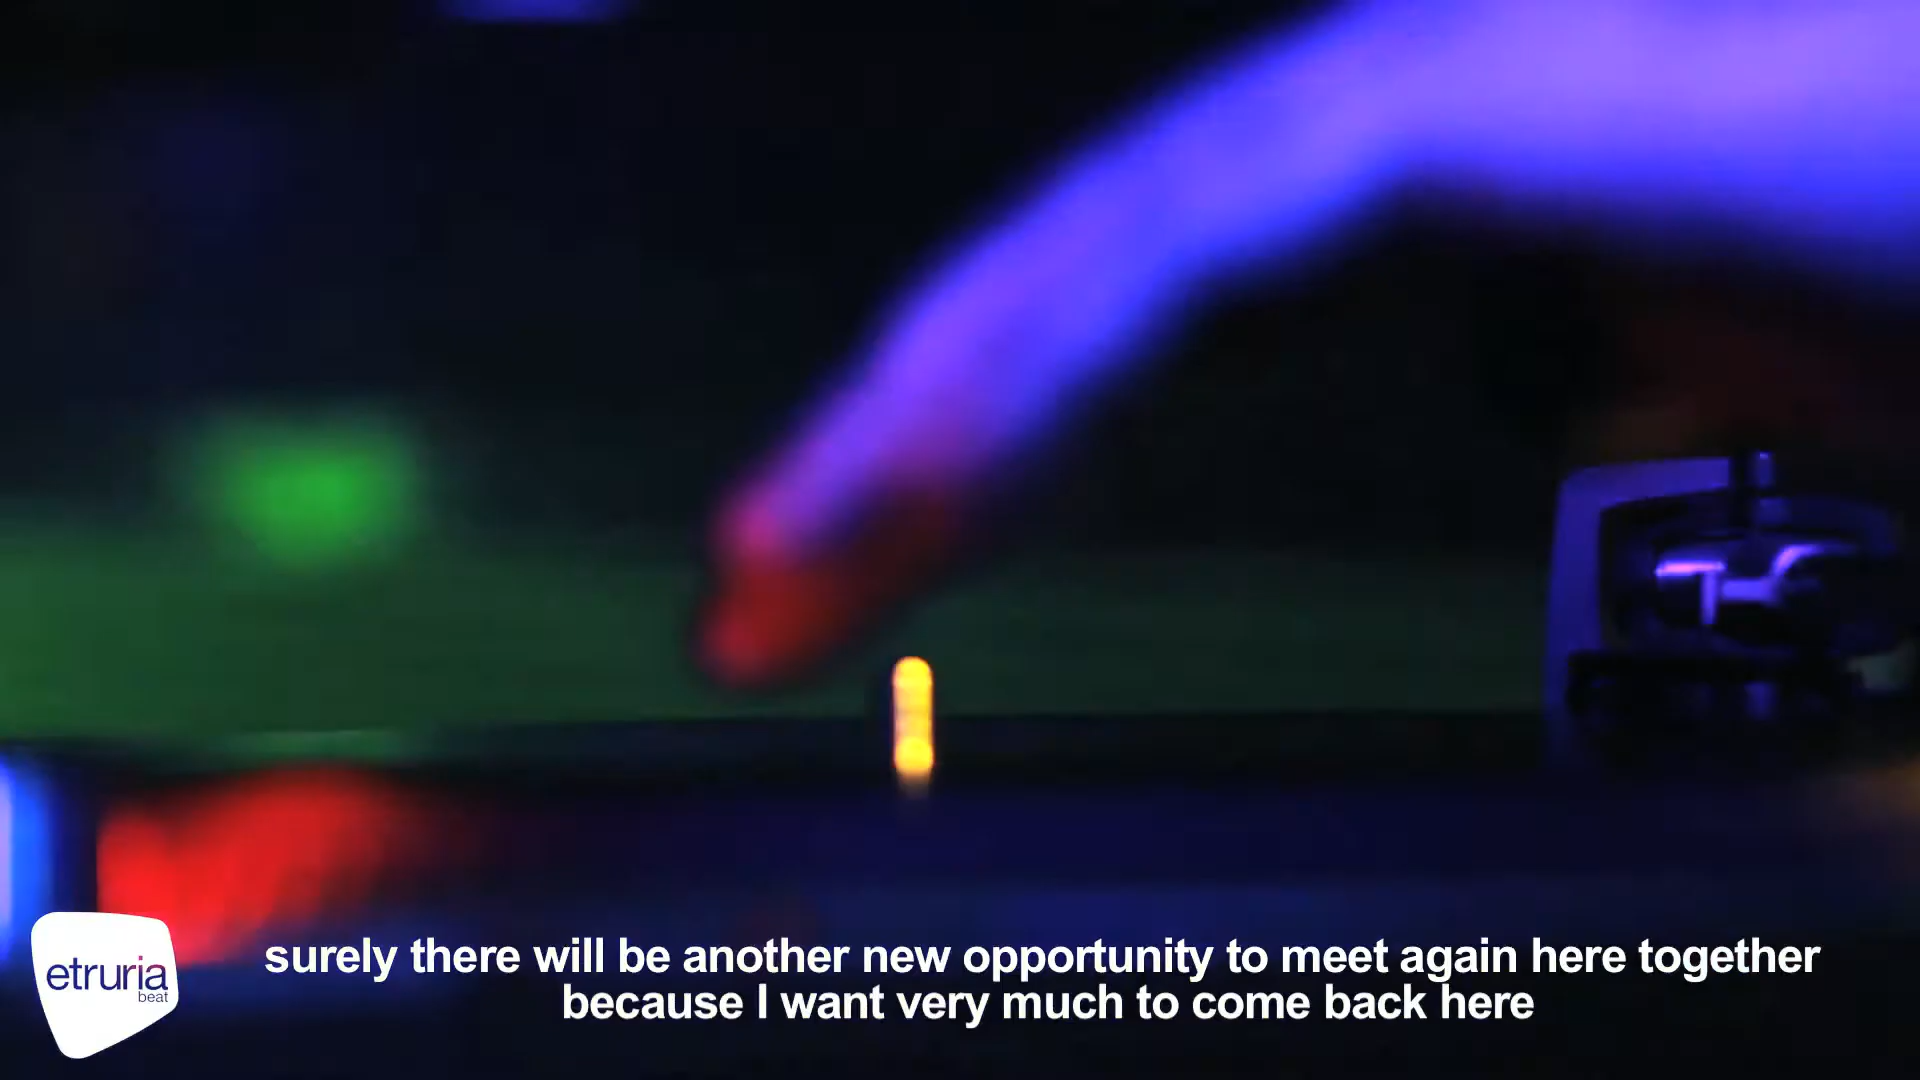 etruria
beat
surely there will be another new opportunity to meet again here together
because I want very much to come back here